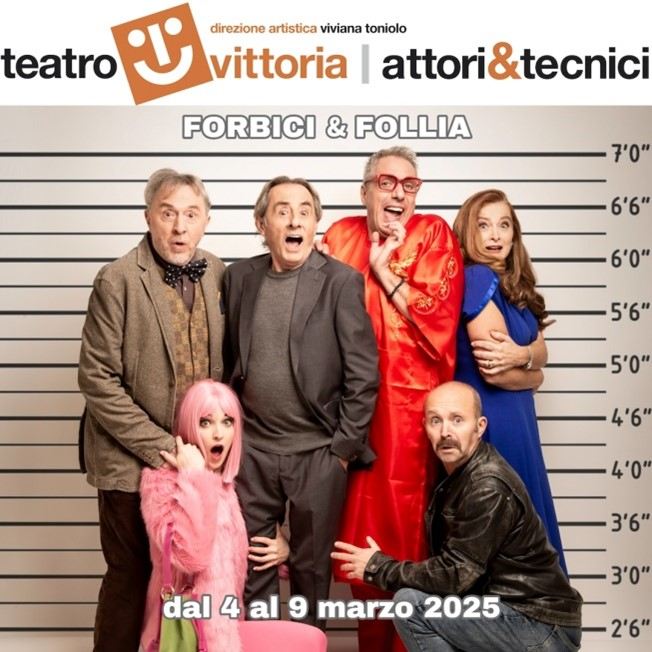 direzione artistica viviana toniolo
teatro vittoria | attori&tecnici
FORBICI & FOLLIA
7'0"
6'6"
6'0"
5'6"
5'0"
4'6"
4'0"
3'6"
3'0"
dal 4 al 9 marzo 2025
2'6"